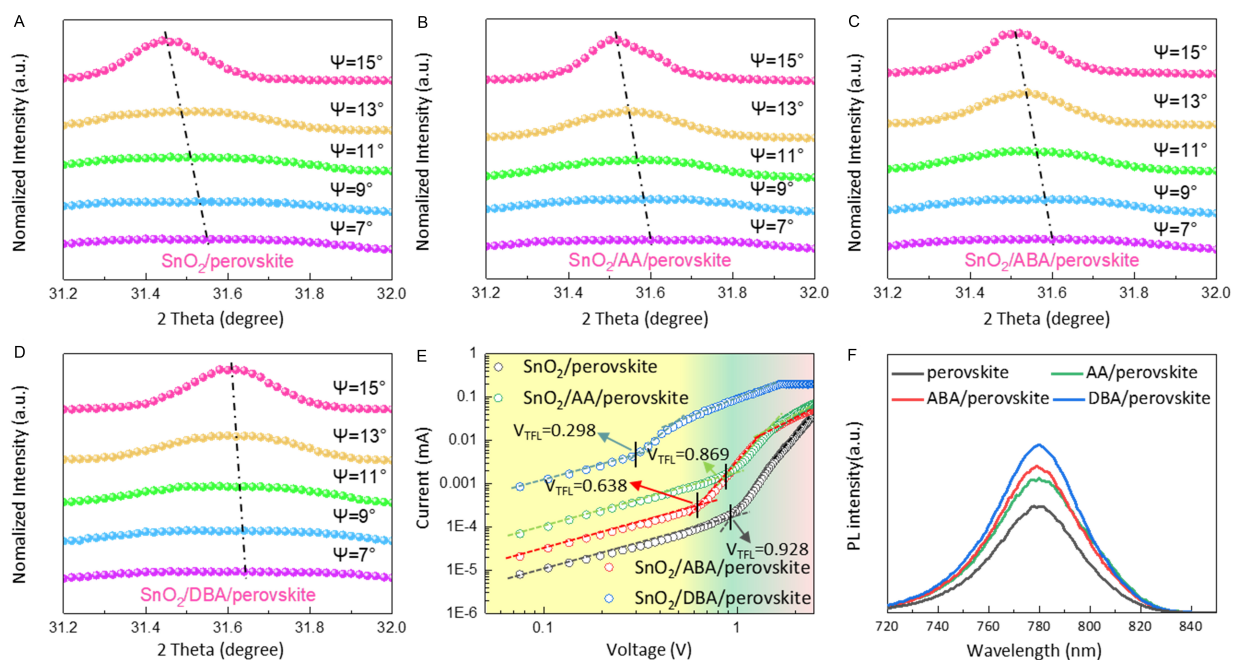 A
Nomalized Intensity (a.u.)
Ψ=15°
Ψ=13°
Ψ=11°
Ψ=9°
Ψ=7°
SnO2/perovskite
31.2 31.4 31.6 31.8 32.0
2 Theta (degree)
B
Nomalized Intensity (a.u.)
Ψ=15°
Ψ=13°
Ψ=11°
Ψ=9°
Ψ=7°
SnO2/AA/perovskite
31.2 31.4 31.6 31.8 32.0
2 Theta (degree)
C
Nomalized Intensity (a.u.)
Ψ=15°
Ψ=13°
Ψ=11°
Ψ=9°
Ψ=7°
SnO2/ABA/perovskite
31.2 31.4 31.6 31.8 32.0
2 Theta (degree)
D
Nomalized Intensity (a.u.)
Ψ=15°
Ψ=13°
Ψ=11°
Ψ=9°
Ψ=7°
SnO2/DBA/perovskite
31.2 31.4 31.6 31.8 32.0
2 Theta (degree)
E
Current (mA)
1
0.1
0.01
0.001
1E-4
1E-5
1E-6
SnO2/perovskite
SnO2/AA/perovskite
VTFL=0.298
VTFL=0.869
VTFL=0.638
VTFL=0.928
SnO2/ABA/perovskite
SnO2/DBA/perovskite
0.1 1
Voltage (V)
F
PL intensity(a.u.)
perovskite
AA/perovskite
ABA/perovskite
DBA/perovskite
720 740 760 780 800 820 840
Wavelength (nm)